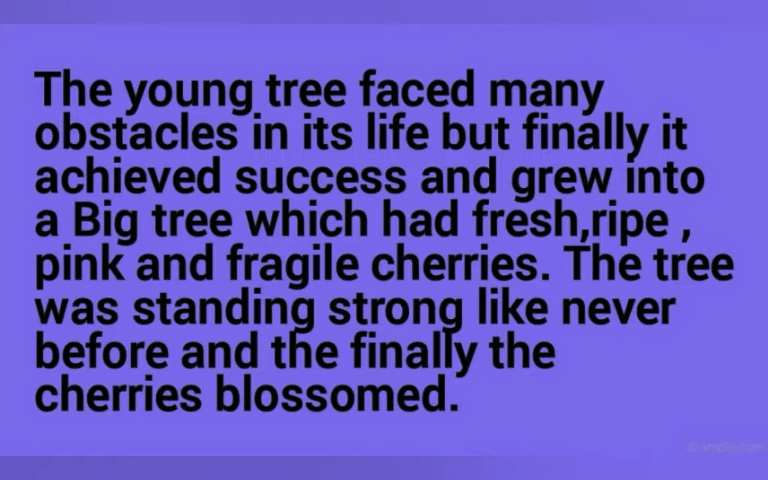 The young tree faced many
obstacles in its life but finally it
achieved success and grew into
a Big tree which had fresh,ripe ,
pink and fragile cherries. The tree
was standing strong like never
before and the finally the
cherries blossomed.